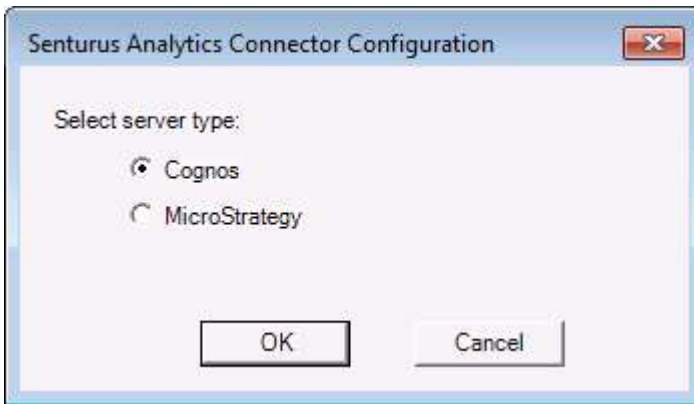 Senturus Analytics Connector Configuration
Select server type:
Cognos
MicroStrategy
OK Cancel